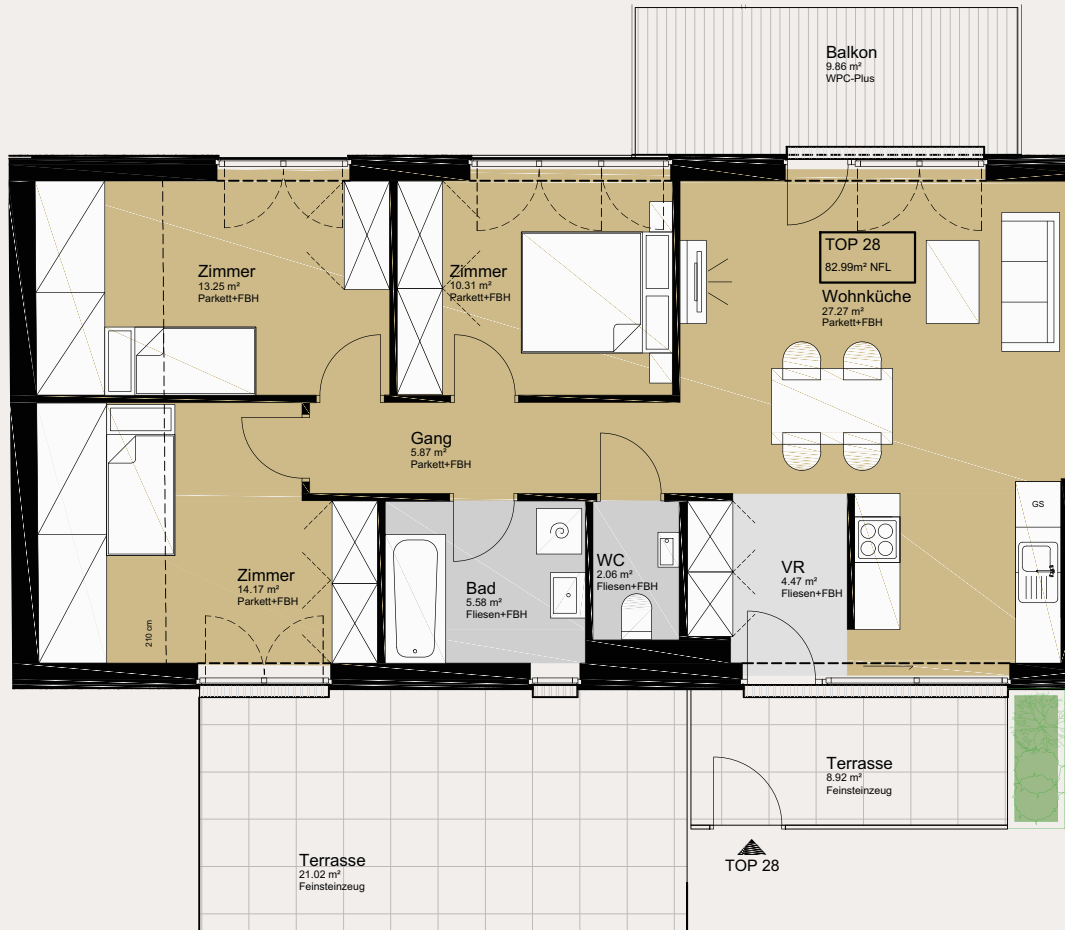 Balkon
9.86 m²
WPC-Plus
TOP 28
82.99m² NFL
Wohnküche
27.27 m²
Parkett+FBH
Zimmer
13.25 m²
Parkett+FBH
Zimmer
10.31 m²
Parkett+FBH
Gang
5.87 m²
Parkett+FBH
GS
Zimmer
14.17 m²
Parkett+FBH
210 cm
Bad
5.58 m²
Fliesen+FBH
WC
2.06 m²
Fliesen+FBH
VR
4.47 m²
Fliesen+FBH
Terrasse
8.92 m²
Feinsteinzeug
TOP 28
Terrasse
21.02 m²
Feinsteinzeug